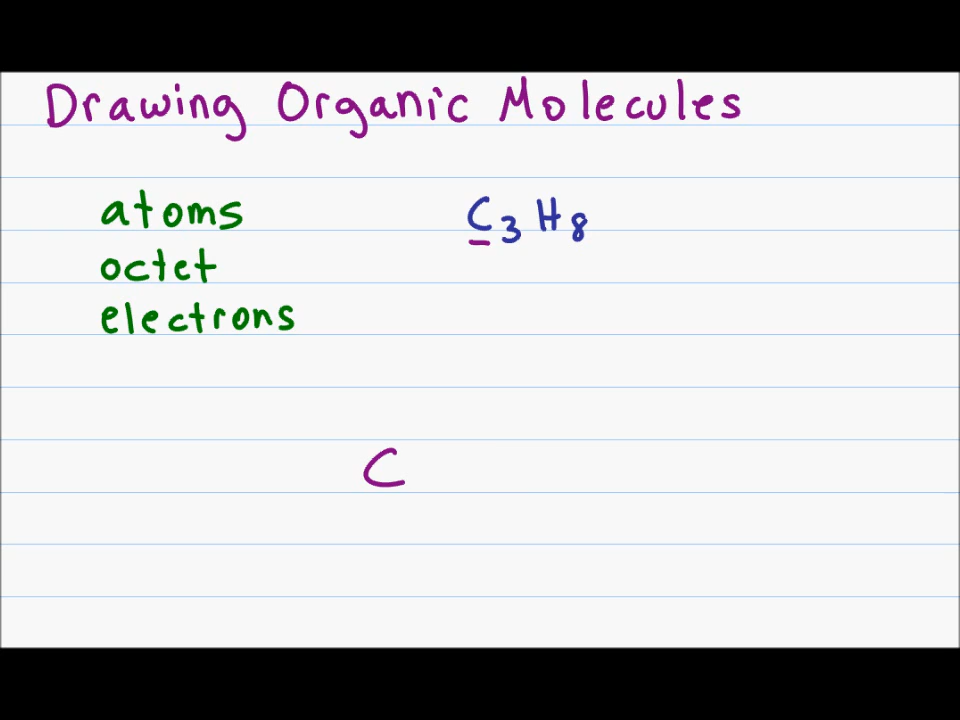 Drawing Organic Molecules
atoms C₃H₈
octet
electrons
C